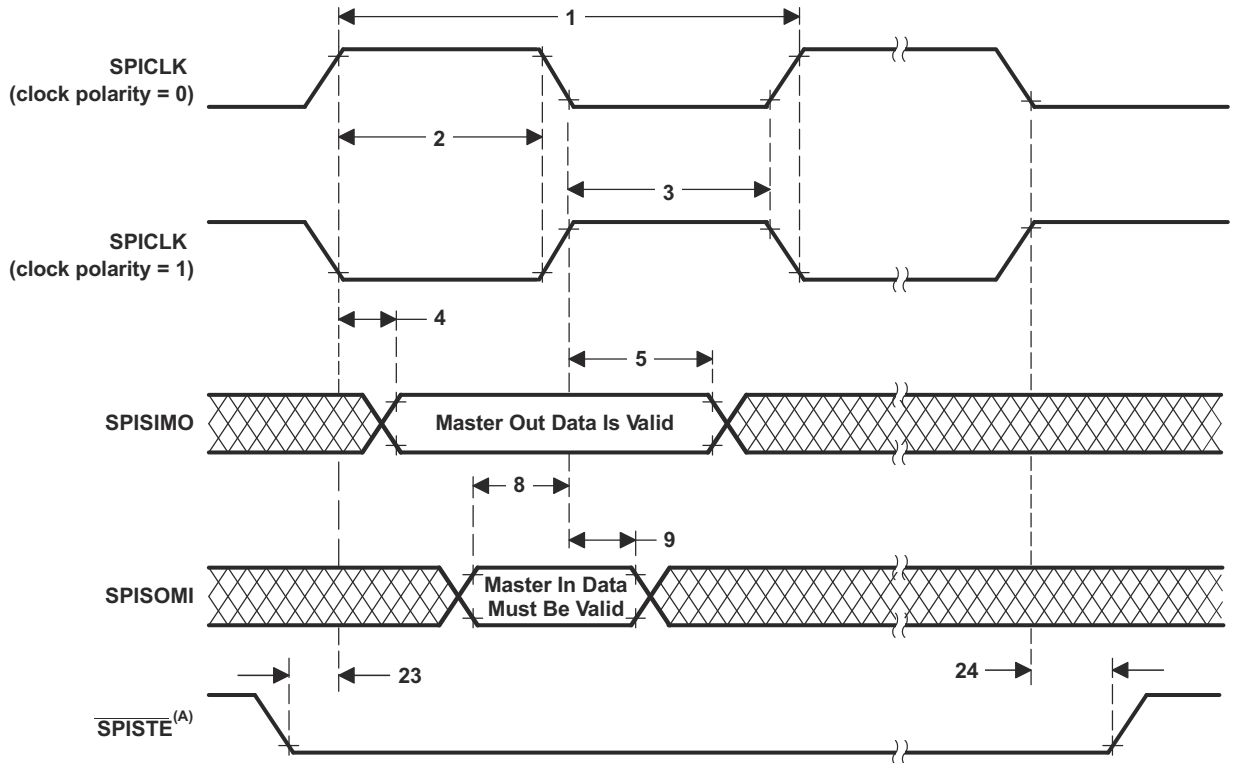 1
SPICLK
(clock polarity = 0)
2
3
SPICLK
(clock polarity = 1)
4
5
SPISIMO
Master Out Data Is Valid
8
9
SPISOMI
Master In Data
Must Be Valid
23
24
SPISTE(A)